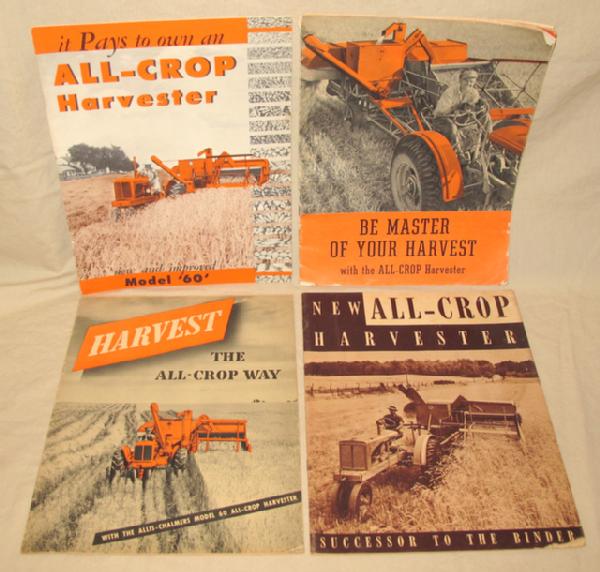 it Pays to own an
ALL-CROP
Harvester
new and improved
Model '60'
BE MASTER
OF YOUR HARVEST
with the ALL-CROP Harvester
HARVEST
THE
ALL-CROP WAY
WITH THE ALLIS-CHALMERS MODEL 60 ALL-CROP HARVESTER
NEW ALL-CROP
HARVESTER
SUCCESSOR TO THE BINDER